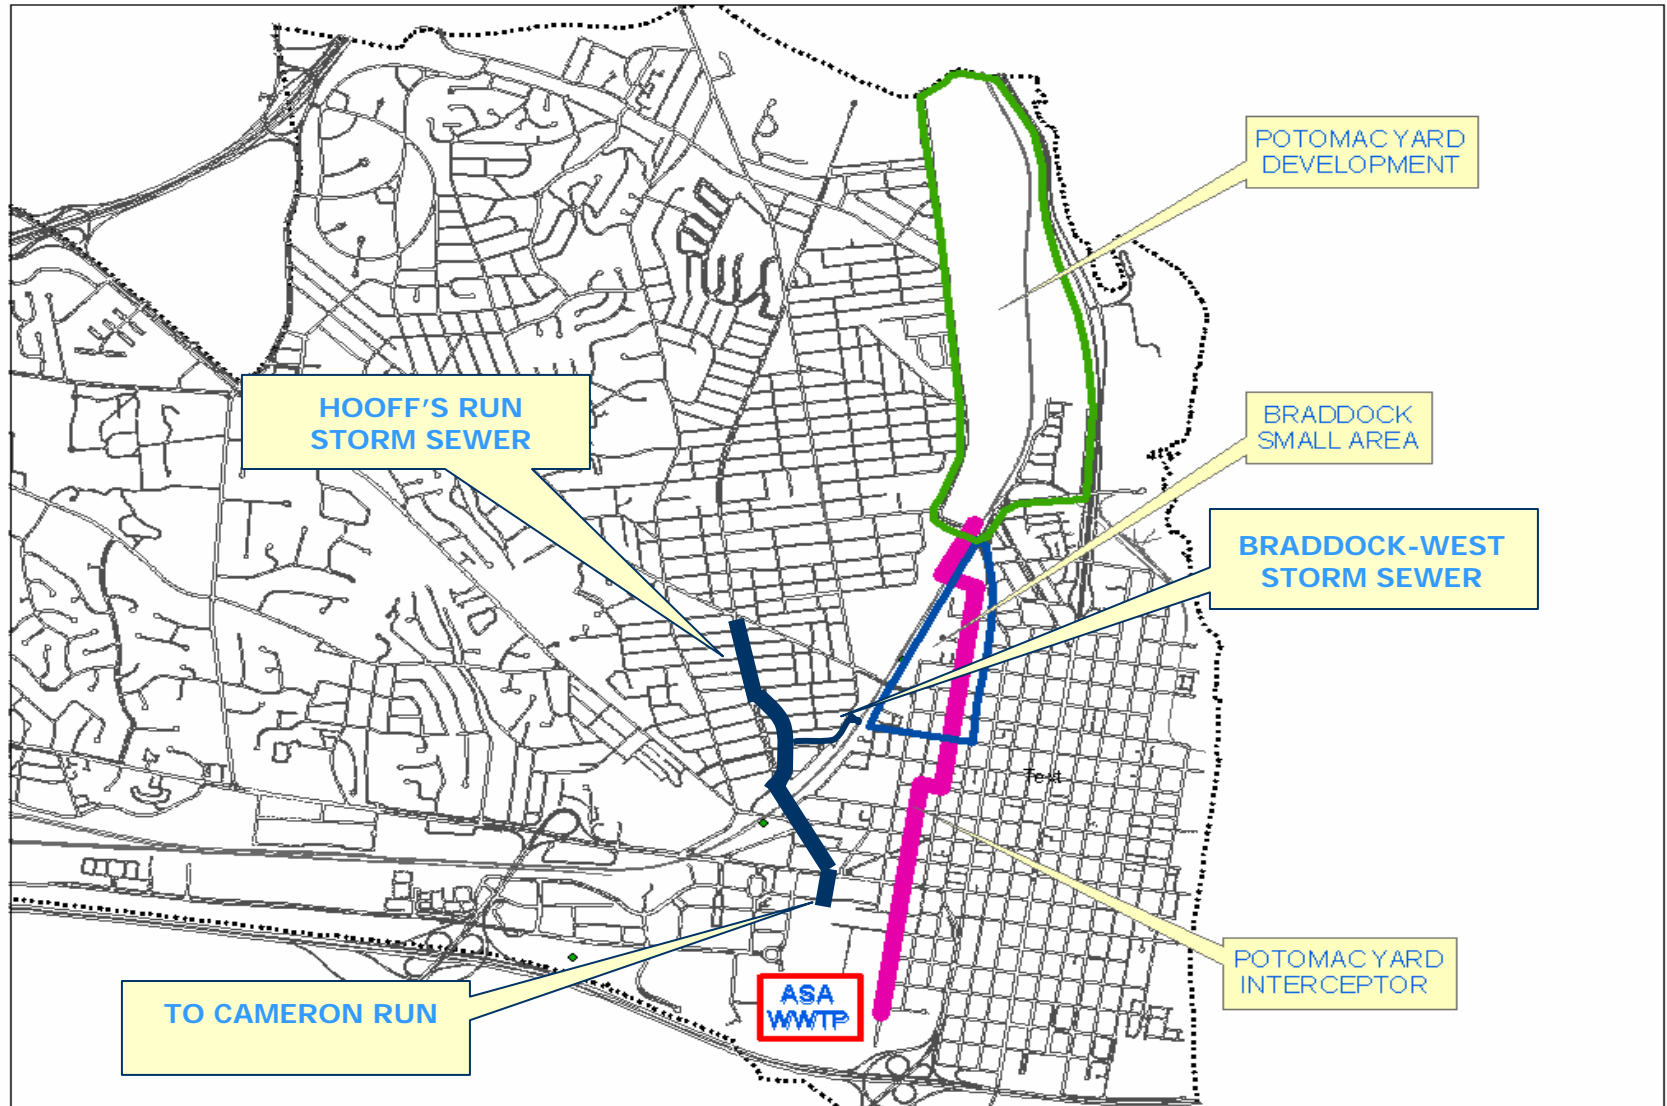 POTOMAC YARD
DEVELOPMENT
HOOFF'S RUN
STORM SEWER
BRADDOCK
SMALL AREA
BRADDOCK-WEST
STORM SEWER
Text
POTOMAC YARD
INTERCEPTOR
TO CAMERON RUN
ASA
WWTP